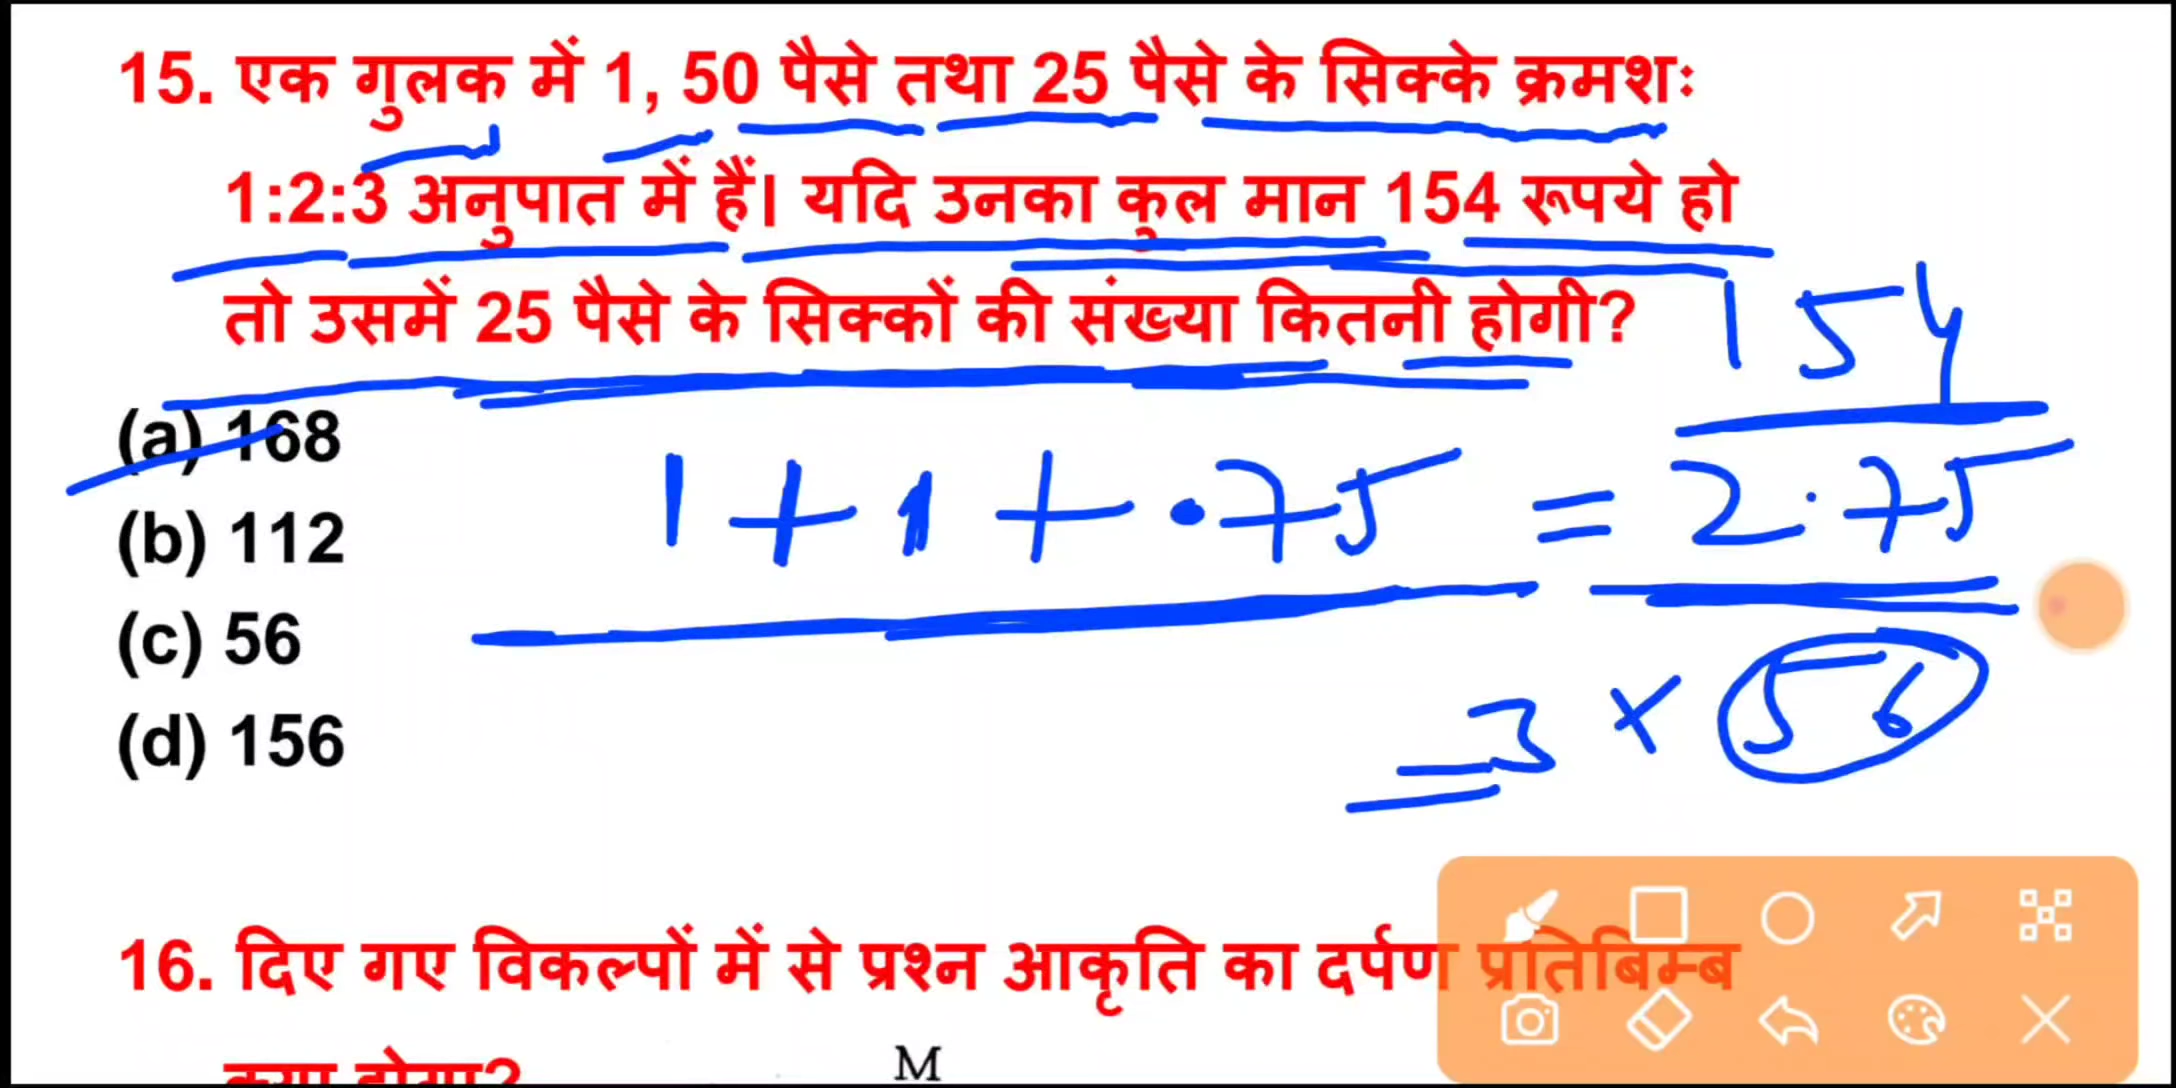 15. एक गुलक में 1, 50 पैसे तथा 25 पैसे के सिक्के क्रमशः
1:2:3 अनुपात में हैं। यदि उनका कुल मान 154 रूपये हो
तो उसमें 25 पैसे के सिक्कों की संख्या कितनी होगी?
154
(a) 168
1 + 1 + .75 = 2.75
(b) 112
(c) 56
3 × 56
(d) 156
16. दिए गए विकल्पों में से प्रश्न आकृति का दर्पण प्रतिबिम्ब
क्या होगा?
M